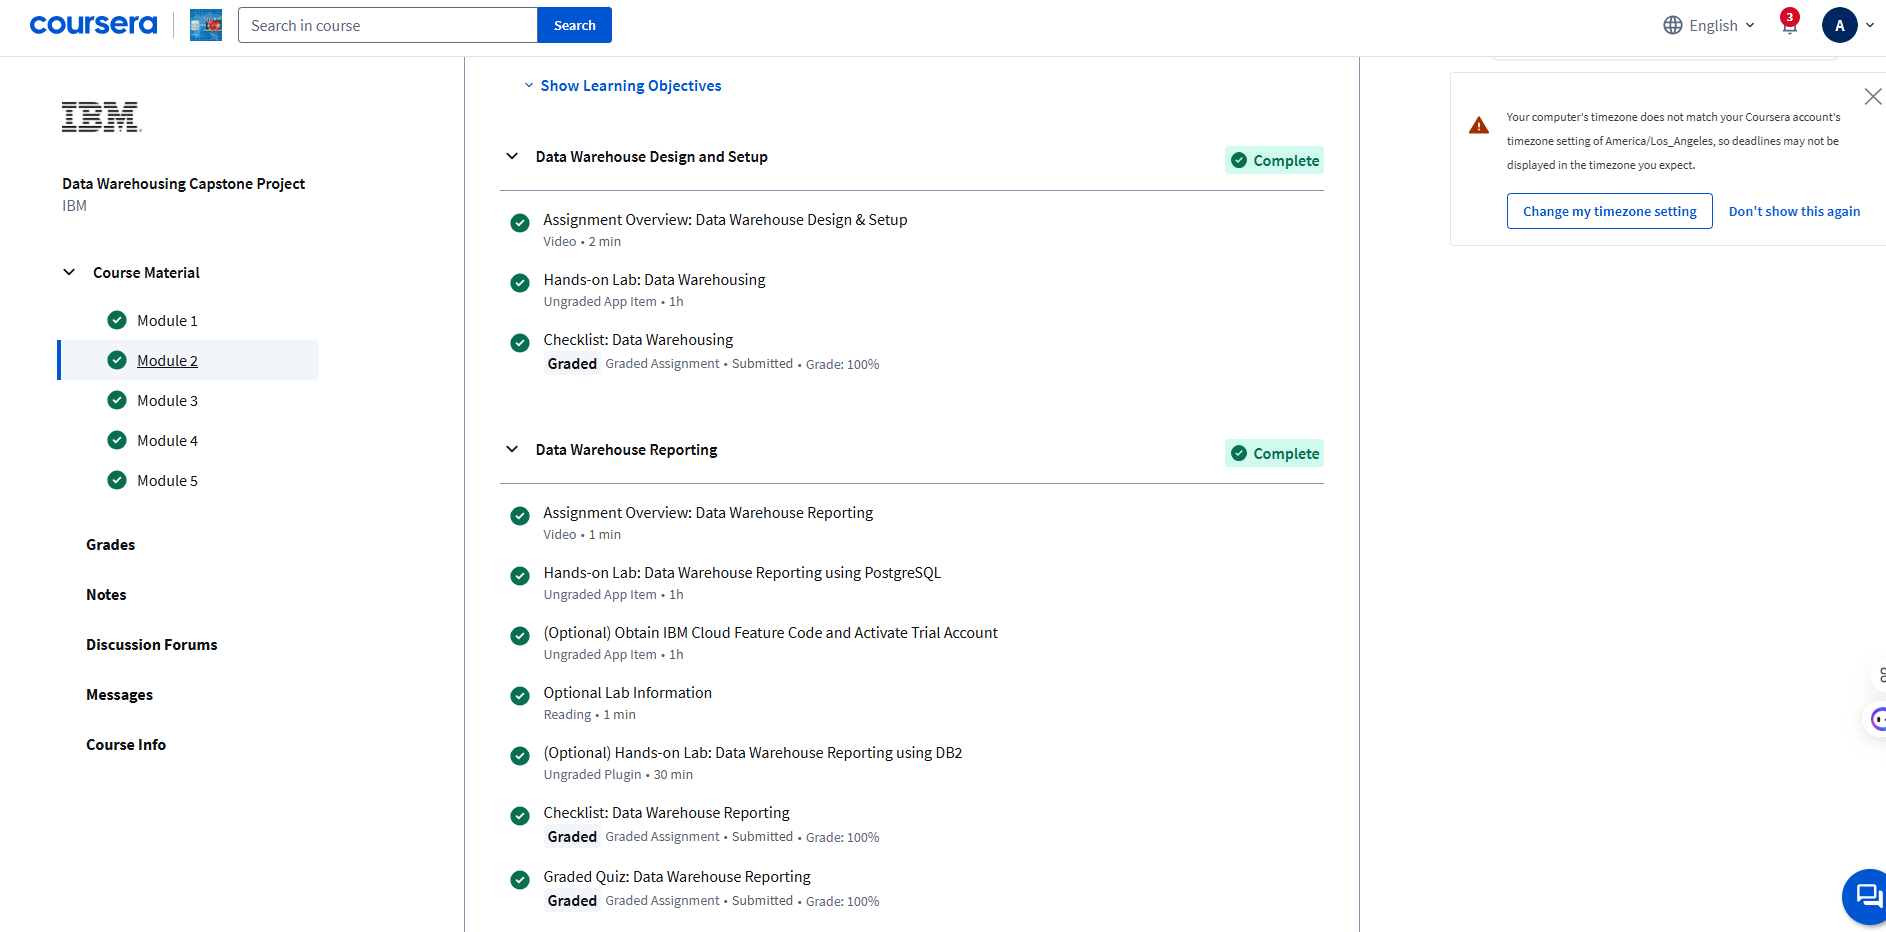 coursera
Search in course
Search
English
3
A
IBM
Data Warehousing Capstone Project
IBM
Course Material
Module 1
Module 2
Module 3
Module 4
Module 5
Grades
Notes
Discussion Forums
Messages
Course Info
Show Learning Objectives
Data Warehouse Design and Setup
Complete
Assignment Overview: Data Warehouse Design & Setup
Video • 2 min
Hands-on Lab: Data Warehousing
Ungraded App Item • 1h
Checklist: Data Warehousing
Graded Graded Assignment • Submitted • Grade: 100%
Data Warehouse Reporting
Complete
Assignment Overview: Data Warehouse Reporting
Video • 1 min
Hands-on Lab: Data Warehouse Reporting using PostgreSQL
Ungraded App Item • 1h
(Optional) Obtain IBM Cloud Feature Code and Activate Trial Account
Ungraded App Item • 1h
Optional Lab Information
Reading • 1 min
(Optional) Hands-on Lab: Data Warehouse Reporting using DB2
Ungraded Plugin • 30 min
Checklist: Data Warehouse Reporting
Graded Graded Assignment • Submitted • Grade: 100%
Graded Quiz: Data Warehouse Reporting
Graded Graded Assignment • Submitted • Grade: 100%
Your computer's timezone does not match your Coursera account's
timezone setting of America/Los_Angeles, so deadlines may not be
displayed in the timezone you expect.
Change my timezone setting
Don't show this again